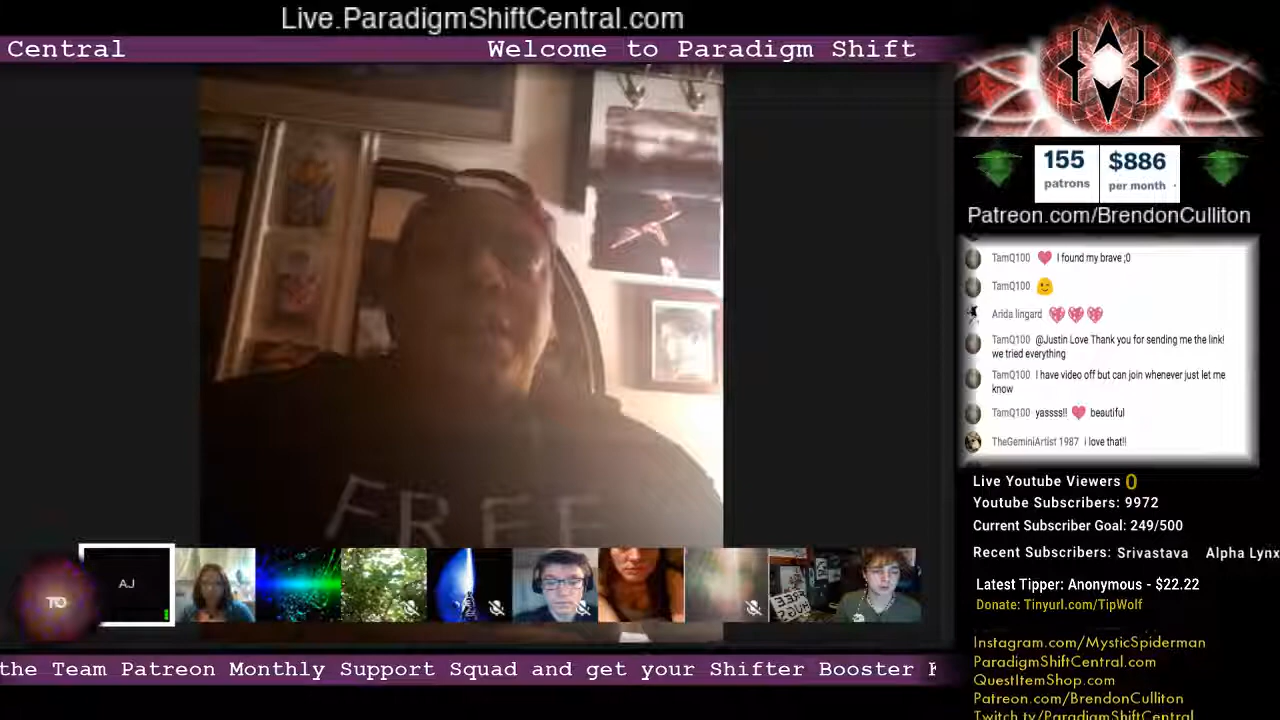 Live.ParadigmShiftCentral.com
Central Welcome to Paradigm Shift
155
patrons
$886
per month
Patreon.com/BrendonCulliton
TamQ100 I found my brave ;0
TamQ100
Arida lingard
TamQ100 @Justin Love Thank you for sending me the link!
we tried everything
TamQ100 I have video off but can join whenever just let me
know
TamQ100 yassss!! beautiful
TheGeminiArtist 1987 i love that!!
Live Youtube Viewers 0
Youtube Subscribers: 9972
Current Subscriber Goal: 249/500
Recent Subscribers: Srivastava Alpha Lynx
Latest Tipper: Anonymous - $22.22
Donate: Tinyurl.com/TipWolf
Instagram.com/MysticSpiderman
ParadigmShiftCentral.com
QuestItemShop.com
Patreon.com/BrendonCulliton
Twitch.tv/ParadigmShiftCentral
FREE
TO
AJ
FREE
HUGS
the Team Patreon Monthly Support Squad and get your Shifter Booster